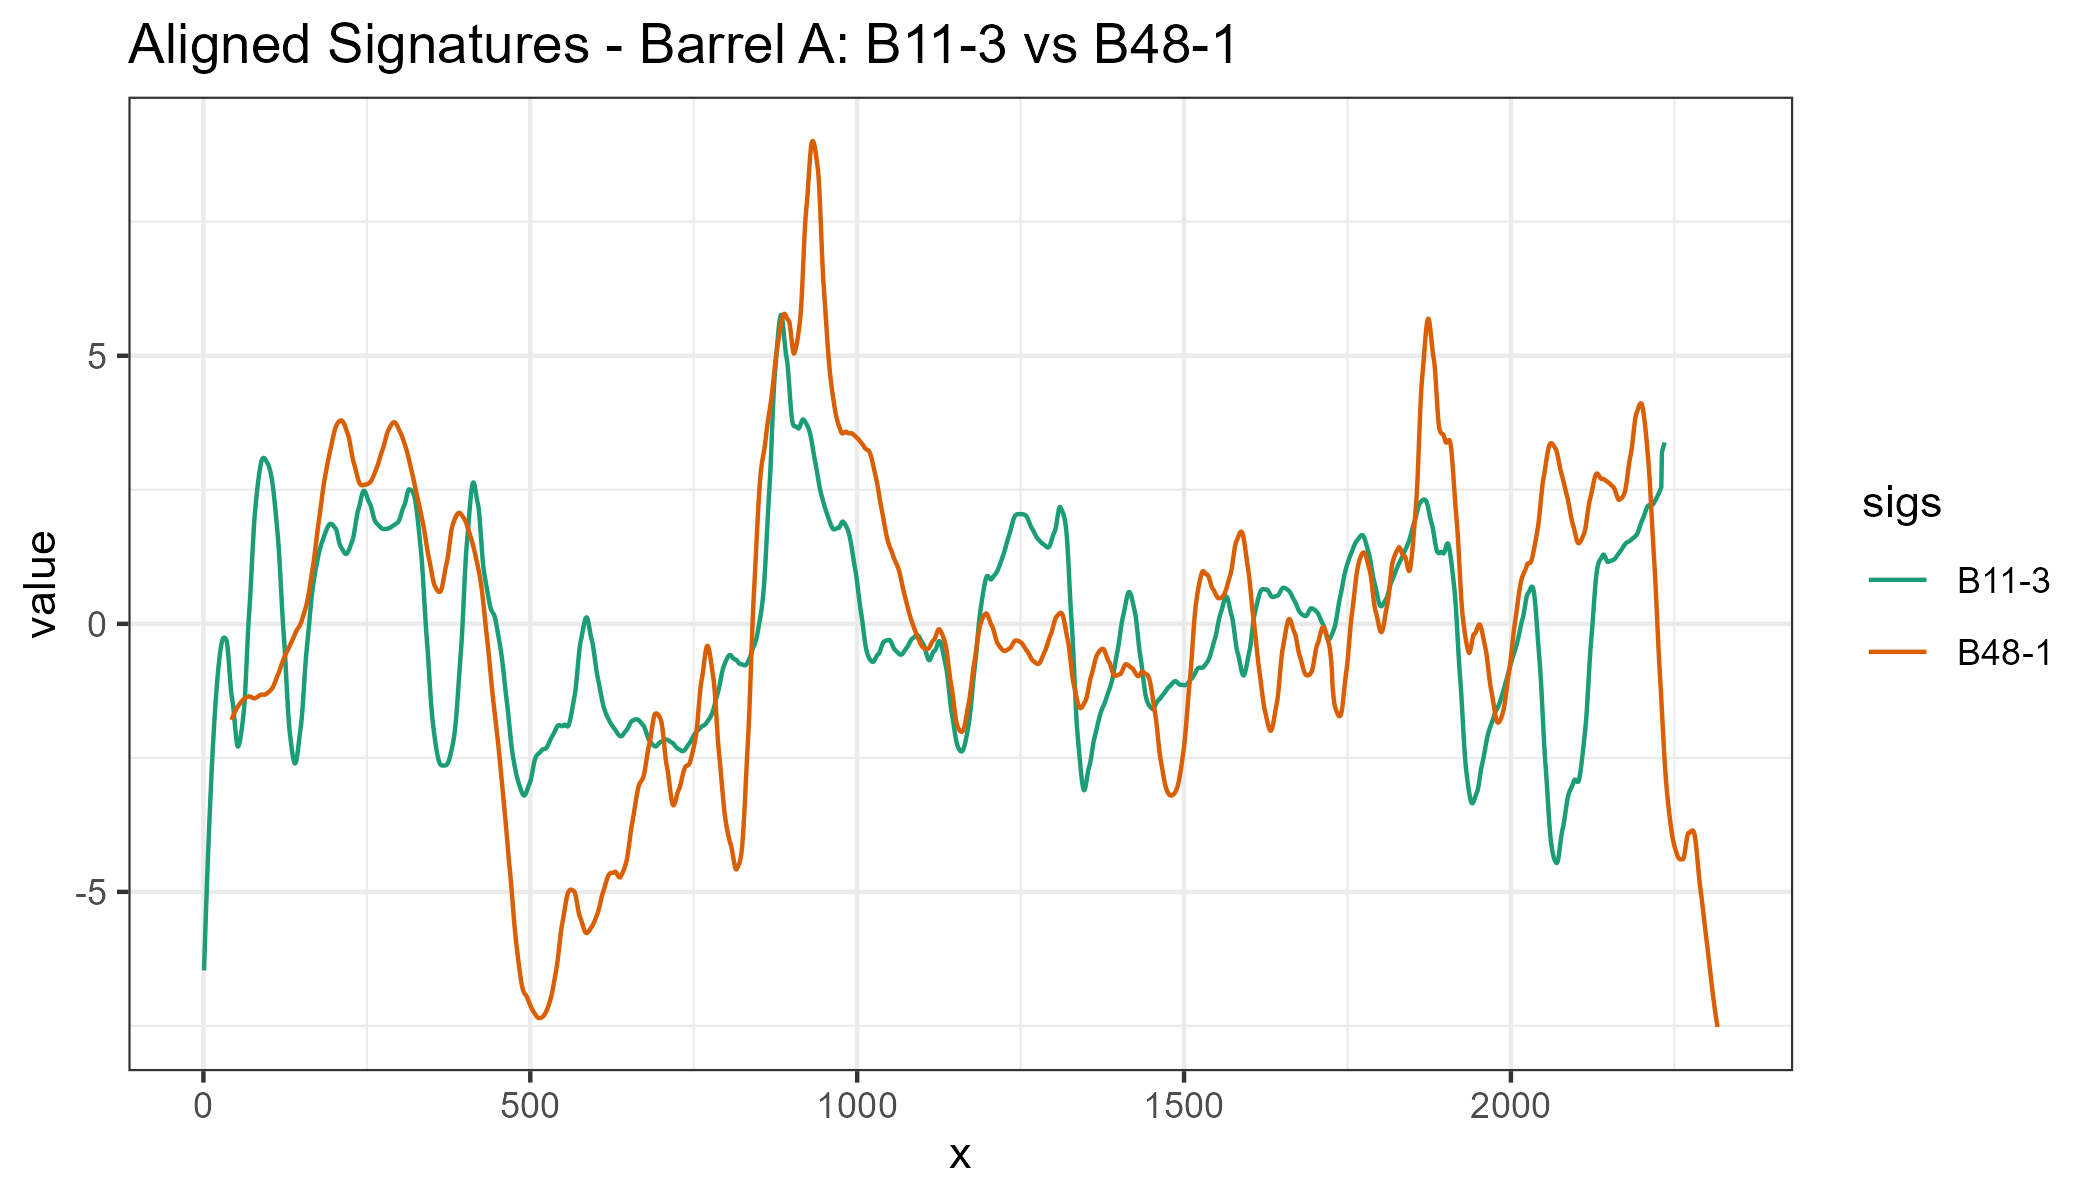 Aligned Signatures - Barrel A: B11-3 vs B48-1
value
5
0
-5
0 500 1000 1500 2000
x
sigs
B11-3
B48-1